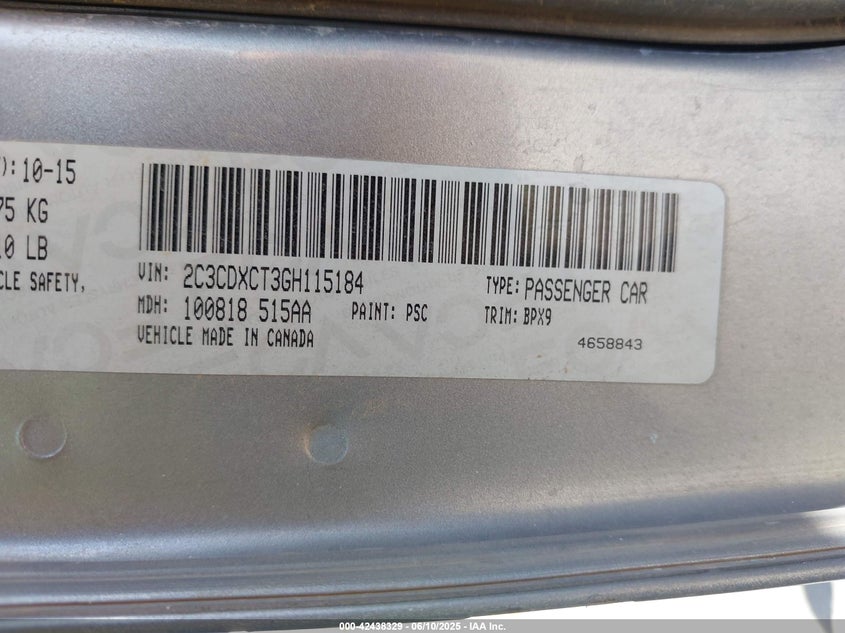 ): 10-15
75 KG
0 LB
CLE SAFETY,
VIN: 2C3CDXCT3GH115184
TYPE: PASSENGER CAR
MDH: 100818 515AA PAINT: PSC TRIM: BPX9
VEHICLE MADE IN CANADA
4658843
000-42438329 - 06/10/2025 - IAA Inc.